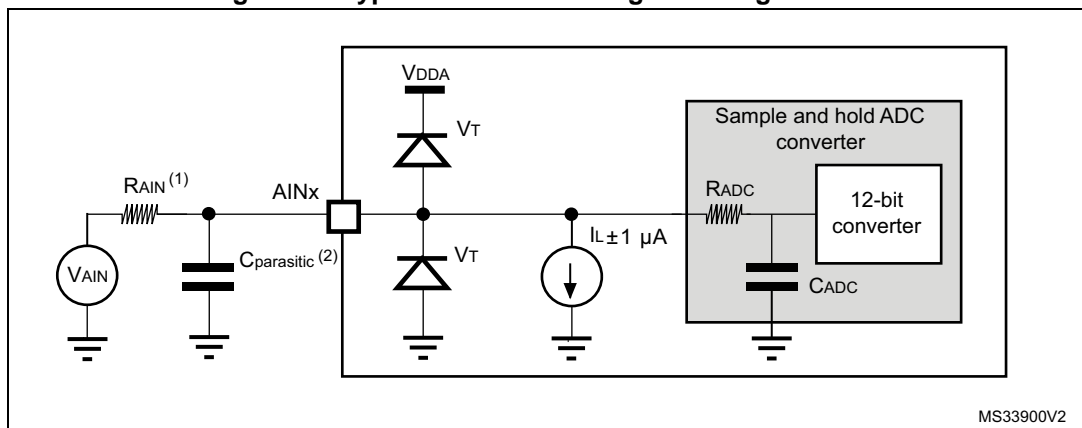 VDDA
VT
Sample and hold ADC
converter
RAIN (1)
AINx
RADC
12-bit
converter
IL±1 µA
VAIN
Cparasitic (2)
VT
CADC
MS33900V2